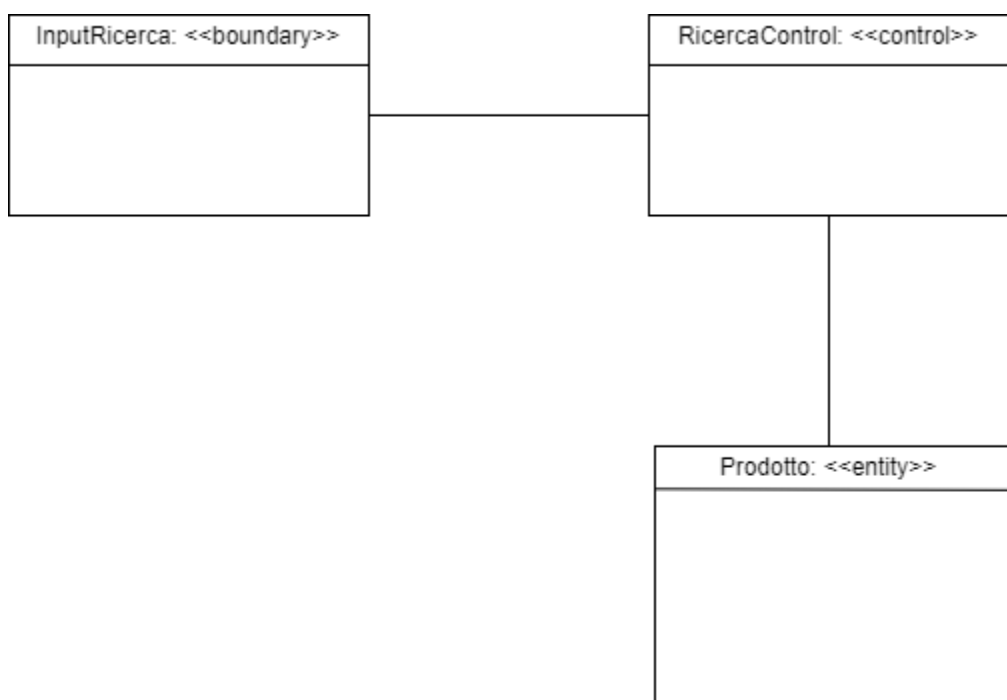 InputRicerca: <<boundary>>
RicercaControl: <<control>>
Prodotto: <<entity>>